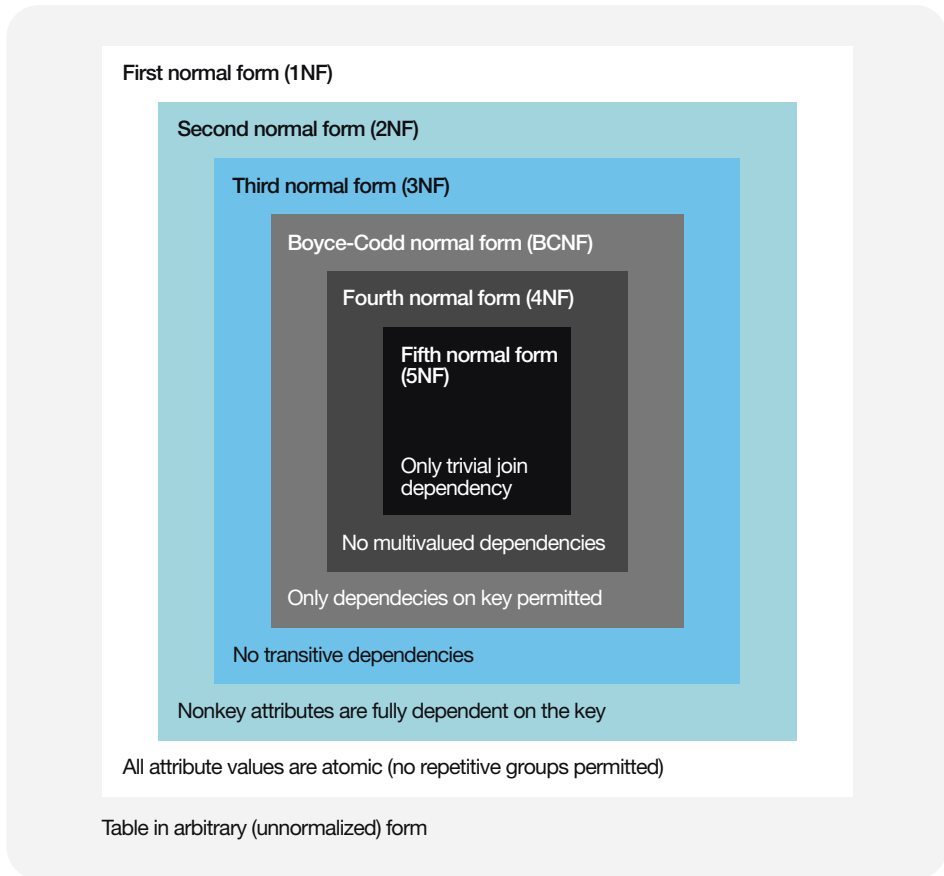 First normal form (1NF)
Second normal form (2NF)
Third normal form (3NF)
Boyce-Codd normal form (BCNF)
Fourth normal form (4NF)
Fifth normal form
(5NF)
Only trivial join
dependency
No multivalued dependencies
Only dependecies on key permitted
No transitive dependencies
Nonkey attributes are fully dependent on the key
All attribute values are atomic (no repetitive groups permitted)
Table in arbitrary (unnormalized) form